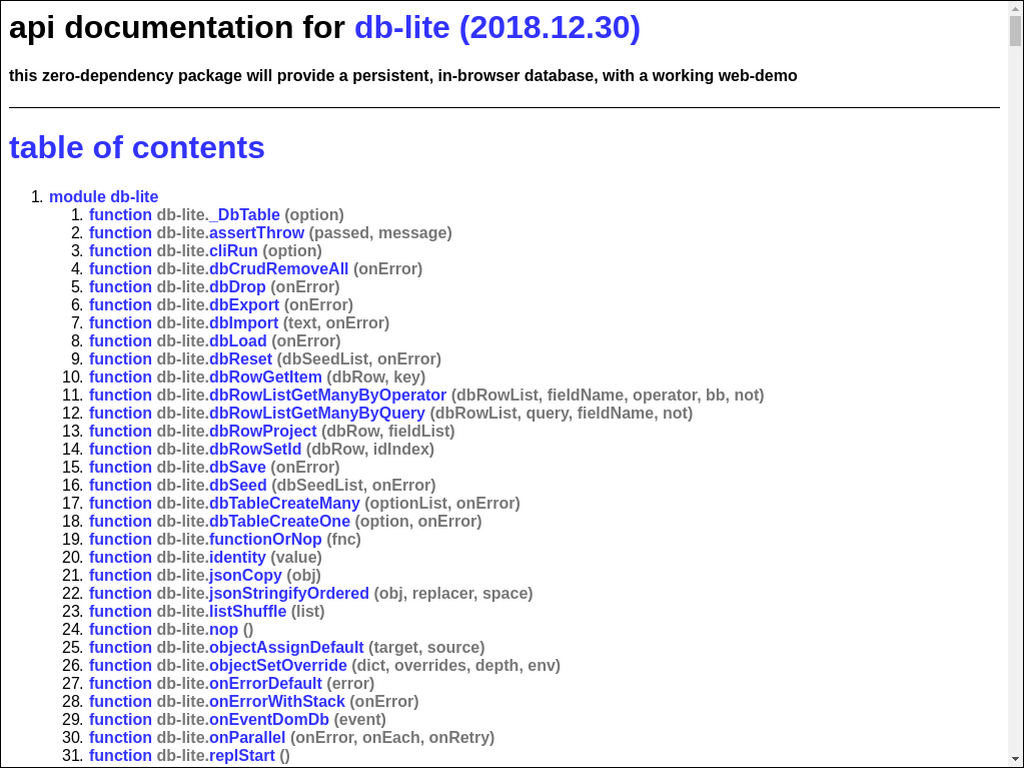 api documentation for db-lite (2018.12.30)
this zero-dependency package will provide a persistent, in-browser database, with a working web-demo
table of contents
1. module db-lite
1. function db-lite._DbTable (option)
2. function db-lite.assertThrow (passed, message)
3. function db-lite.cliRun (option)
4. function db-lite.dbCrudRemoveAll (onError)
5. function db-lite.dbDrop (onError)
6. function db-lite.dbExport (onError)
7. function db-lite.dbImport (text, onError)
8. function db-lite.dbLoad (onError)
9. function db-lite.dbReset (dbSeedList, onError)
10. function db-lite.dbRowGetItem (dbRow, key)
11. function db-lite.dbRowListGetManyByOperator (dbRowList, fieldName, operator, bb, not)
12. function db-lite.dbRowListGetManyByQuery (dbRowList, query, fieldName, not)
13. function db-lite.dbRowProject (dbRow, fieldList)
14. function db-lite.dbRowSetId (dbRow, idIndex)
15. function db-lite.dbSave (onError)
16. function db-lite.dbSeed (dbSeedList, onError)
17. function db-lite.dbTableCreateMany (optionList, onError)
18. function db-lite.dbTableCreateOne (option, onError)
19. function db-lite.functionOrNop (fnc)
20. function db-lite.identity (value)
21. function db-lite.jsonCopy (obj)
22. function db-lite.jsonStringifyOrdered (obj, replacer, space)
23. function db-lite.listShuffle (list)
24. function db-lite.nop ()
25. function db-lite.objectAssignDefault (target, source)
26. function db-lite.objectSetOverride (dict, overrides, depth, env)
27. function db-lite.onErrorDefault (error)
28. function db-lite.onErrorWithStack (onError)
29. function db-lite.onEventDomDb (event)
30. function db-lite.onParallel (onError, onEach, onRetry)
31. function db-lite.replStart ()